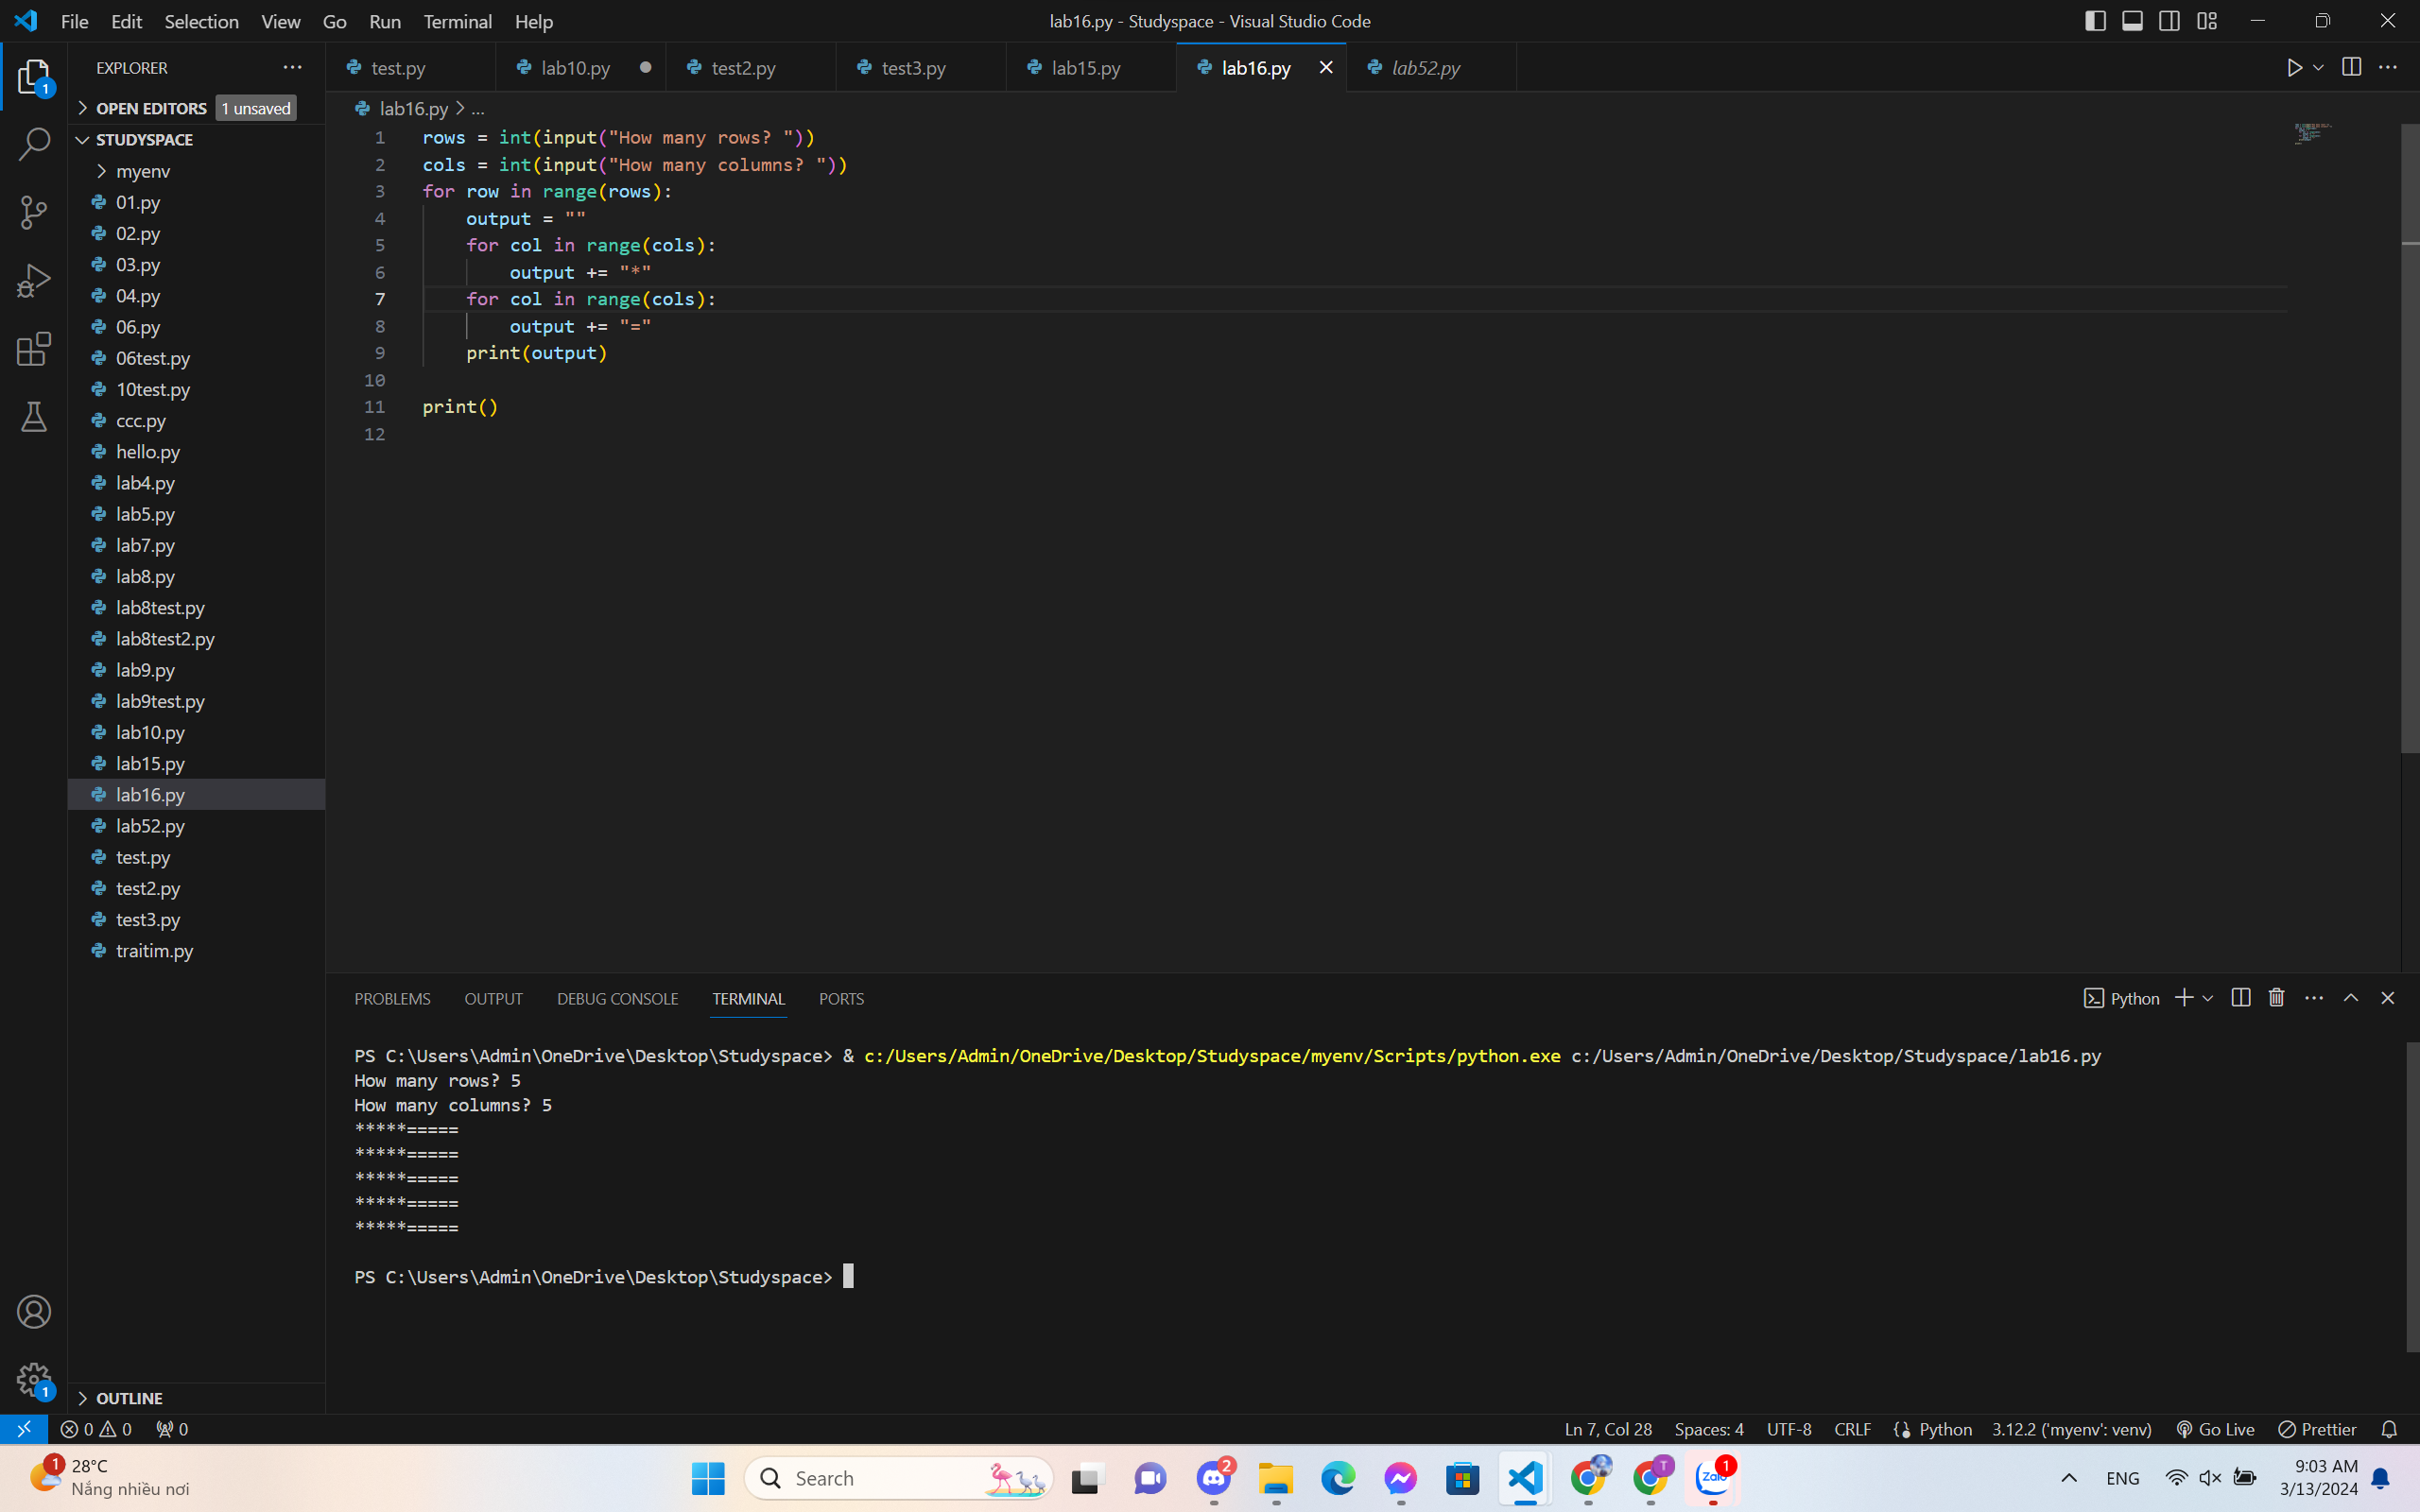 File Edit Selection View Go Run Terminal Help
lab16.py - Studyspace - Visual Studio Code
EXPLORER
1
OPEN EDITORS 1 unsaved
STUDYSPACE
myenv
01.py
02.py
03.py
04.py
06.py
06test.py
10test.py
ccc.py
hello.py
lab4.py
lab5.py
lab7.py
lab8.py
lab8test.py
lab8test2.py
lab9.py
lab9test.py
lab10.py
lab15.py
lab16.py
lab52.py
test.py
test2.py
test3.py
traitim.py
OUTLINE
1
test.py lab10.py test2.py test3.py lab15.py lab16.py lab52.py
lab16.py > ...
1 rows = int(input("How many rows? "))
2 cols = int(input("How many columns? "))
3 for row in range(rows):
4     output = ""
5     for col in range(cols):
6         output += "*"
7     for col in range(cols):
8         output += "="
9     print(output)
10
11 print()
12
PROBLEMS OUTPUT DEBUG CONSOLE TERMINAL PORTS
Python
PS C:\Users\Admin\OneDrive\Desktop\Studyspace> & c:/Users/Admin/OneDrive/Desktop/Studyspace/myenv/Scripts/python.exe c:/Users/Admin/OneDrive/Desktop/Studyspace/lab16.py
How many rows? 5
How many columns? 5
*****=====
*****=====
*****=====
*****=====
*****=====
PS C:\Users\Admin\OneDrive\Desktop\Studyspace>
0 0 0
Ln 7, Col 28 Spaces: 4 UTF-8 CRLF Python 3.12.2 ('myenv': venv) Go Live Prettier
1
28°C
Nắng nhiều nơi
Search
2
T
Zalo
1
ENG
9:03 AM
3/13/2024